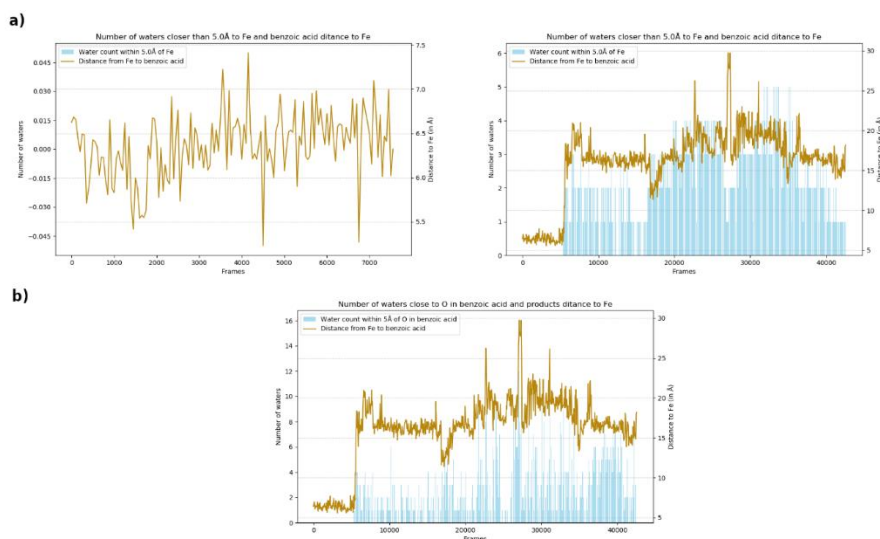 a)
Number of waters closer than 5.0Å to Fe and benzoic acid ditance to Fe
Water count within 5.0Å of Fe
Distance from Fe to benzoic acid
Number of waters
0.045
0.030
0.015
0.000
−0.015
−0.030
−0.045
0
1000
2000
3000
4000
5000
6000
7000
Frames
7.5
7.0
6.5
6.0
5.5
Distance to Fe (in Å)
Number of waters closer than 5.0Å to Fe and benzoic acid ditance to Fe
Water count within 5.0Å of Fe
Distance from Fe to benzoic acid
Number of waters
6
5
4
3
2
1
0
0
10000
20000
30000
40000
Frames
30
25
20
15
10
5
Distance to Fe (in Å)
b)
Number of waters close to O in benzoic acid and products ditance to Fe
Water count within 5Å of O in benzoic acid
Distance from Fe to benzoic acid
Number of waters
16
14
12
10
8
6
4
2
0
0
10000
20000
30000
40000
Frames
30
25
20
15
10
5
Distance to Fe (in Å)